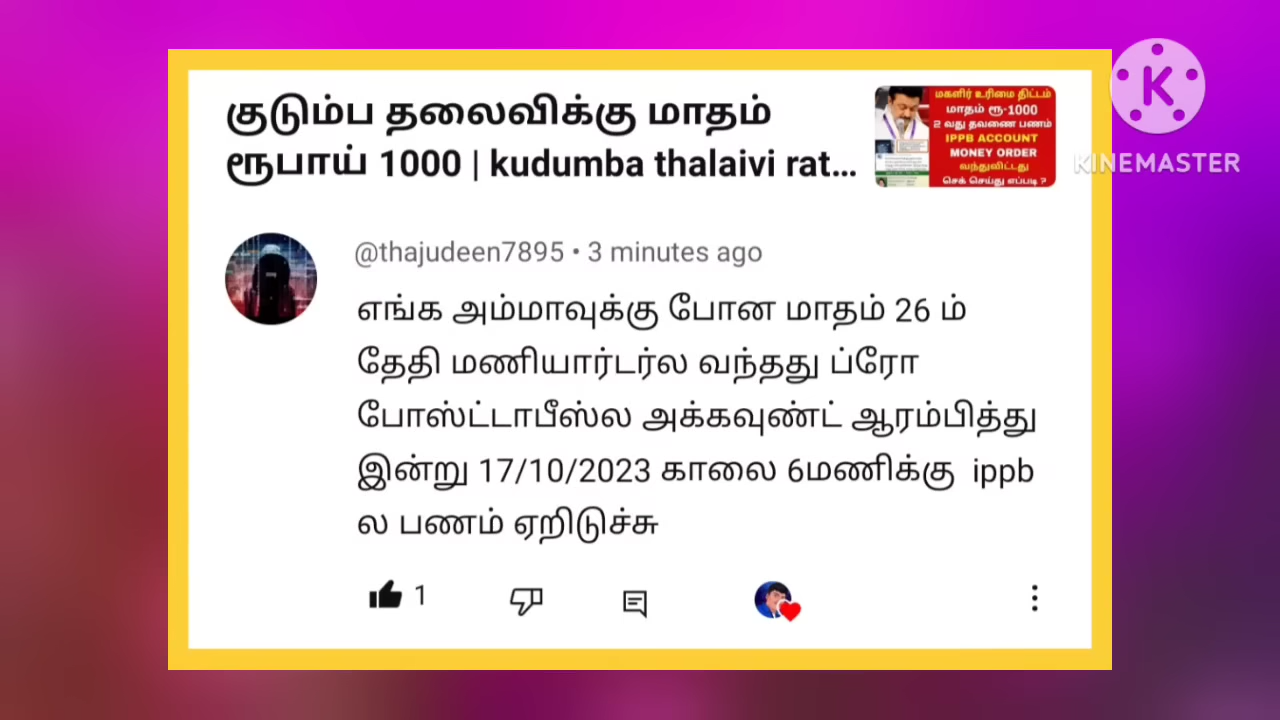 குடும்ப தலைவிக்கு மாதம்
ரூபாய் 1000 | kudumba thalaivi rat...
மகளிர் உரிமை திட்டம்
மாதம் ரூ-1000
2 வது தவணை பணம்
IPPB ACCOUNT
MONEY ORDER
வந்துவிட்டது
செக் செய்து எப்படி ?
K
KINEMASTER
@thajudeen7895 • 3 minutes ago
எங்க அம்மாவுக்கு போன மாதம் 26 ம்
தேதி மணியார்டர்ல வந்தது ப்ரோ
போஸ்ட்டாபீஸ்ல அக்கவுண்ட் ஆரம்பித்து
இன்று 17/10/2023 காலை 6மணிக்கு ippb
ல பணம் ஏறிடுச்சு
1